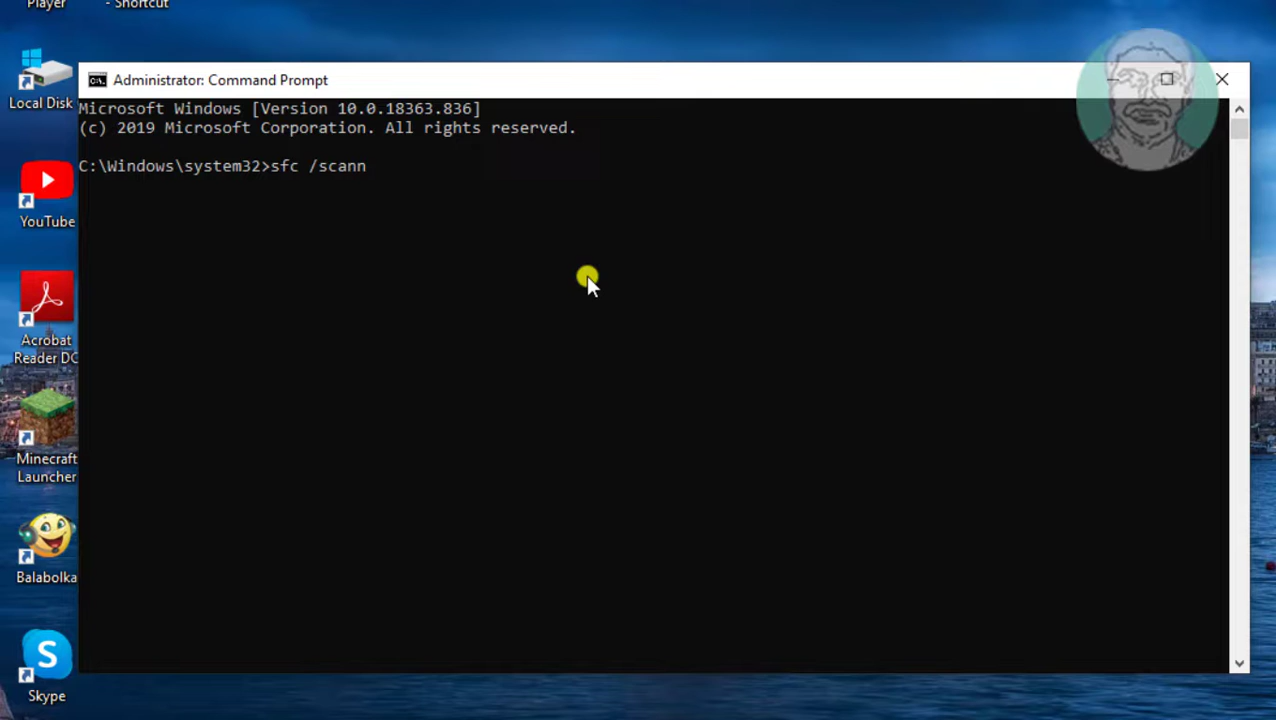 Player
- Shortcut
Local Disk
YouTube
Acrobat
Reader DC
Minecraft
Launcher
Balabolka
Skype
Administrator: Command Prompt
Microsoft Windows [Version 10.0.18363.836]
(c) 2019 Microsoft Corporation. All rights reserved.
C:\Windows\system32>sfc /scann